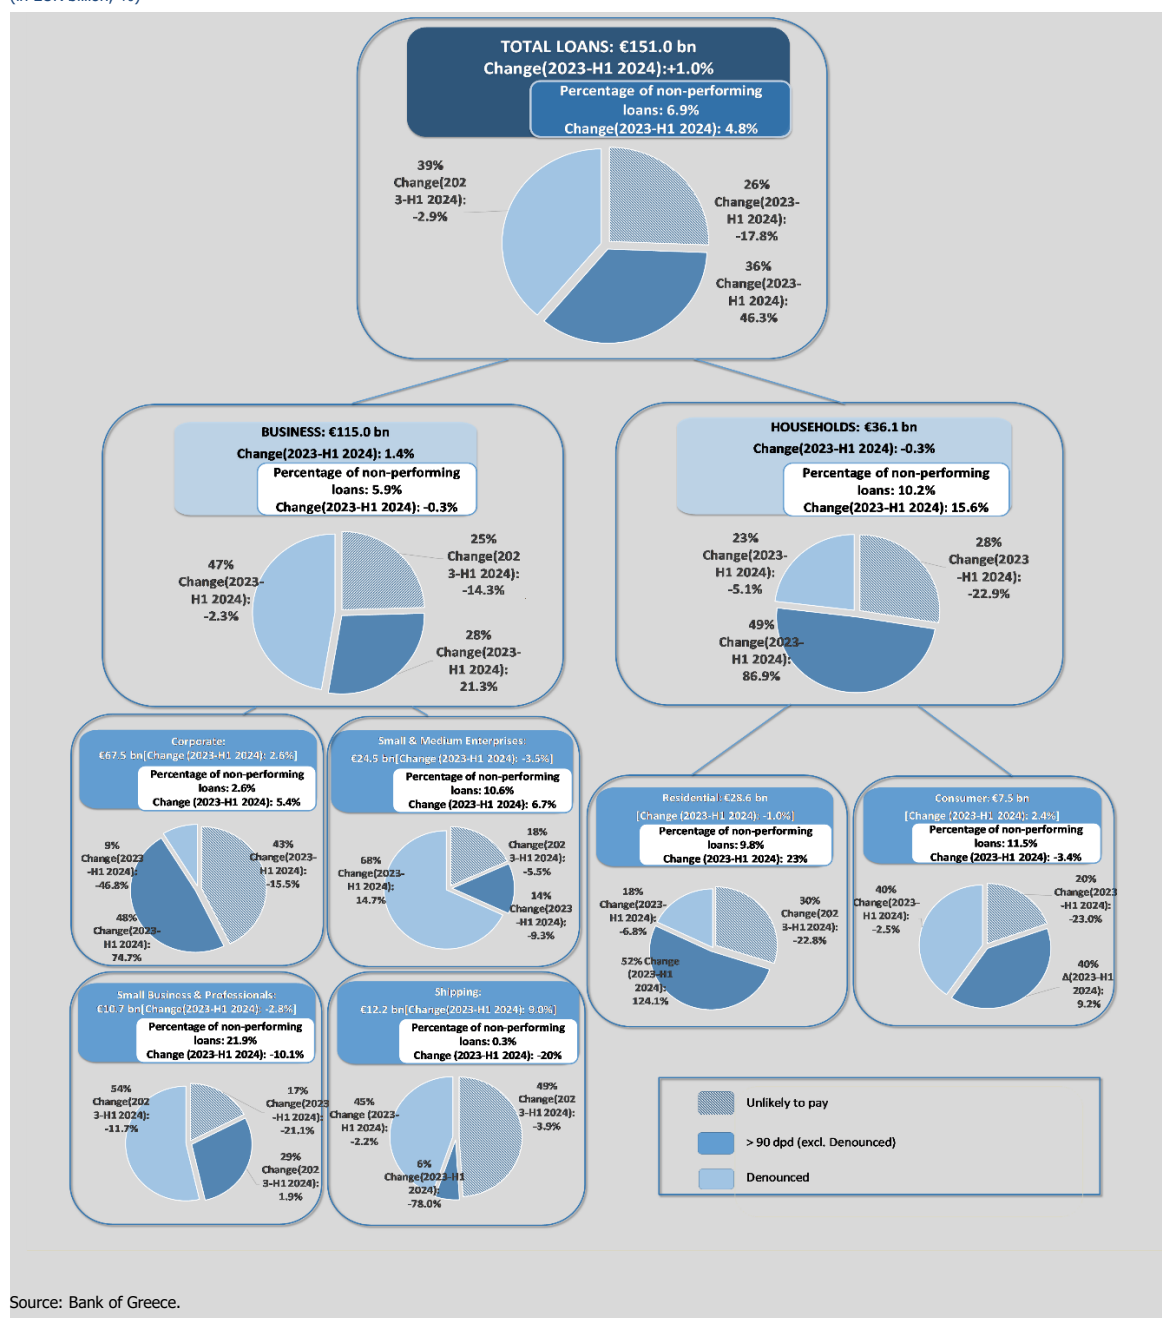 TOTAL LOANS: €151.0 bn
Change(2023-H1 2024):+1.0%
Percentage of non-performing
loans: 6.9%
Change(2023-H1 2024): 4.8%
39%
Change(202
3-H1 2024):
-2.9%
26%
Change(2023-
H1 2024):
-17.8%
36%
Change(2023-
H1 2024):
46.3%
BUSINESS: €115.0 bn
Change(2023-H1 2024): 1.4%
Percentage of non-performing
loans: 5.9%
Change(2023-H1 2024): -0.3%
47%
Change(2023-
H1 2024):
-2.3%
25%
Change(202
3-H1 2024):
-14.3%
28%
Change(2023-
H1 2024):
21.3%
HOUSEHOLDS: €36.1 bn
Change(2023-H1 2024): -0.3%
Percentage of non-performing
loans: 10.2%
Change(2023-H1 2024): 15.6%
23%
Change(2023-
H1 2024):
-5.1%
28%
Change(2023
-H1 2024):
-22.9%
49%
Change(2023-
H1 2024):
86.9%
Corporate:
€67.5 bn[Change (2023-H1 2024): 2.6%]
Percentage of non-performing
loans: 2.6%
Change (2023-H1 2024): 5.4%
9%
Change(2023
-H1 2024):
-46.8%
43%
Change(2023-
H1 2024):
-15.5%
48%
Change(2023-
H1 2024):
74.7%
Small & Medium Enterprises:
€24.5 bn[Change (2023-H1 2024): -3.5%]
Percentage of non-performing
loans: 10.6%
Change (2023-H1 2024): 6.7%
68%
Change(2023-
H1 2024):
14.7%
18%
Change(202
3-H1 2024):
-5.5%
14%
Change(2023
-H1 2024):
-9.3%
Residential: €28.6 bn
[Change (2023-H1 2024): -1.0%]
Percentage of non-performing
loans: 9.8%
Change (2023-H1 2024): 23%
18%
Change(2023-
H1 2024):
-6.8%
30%
Change(202
3-H1 2024):
-22.8%
52% Change
(2023-H1
2024):
124.1%
Consumer: €7.5 bn
[Change (2023-H1 2024): 2.4%]
Percentage of non-performing
loans: 11.5%
Change (2023-H1 2024): -3.4%
40%
Change(2023-
H1 2024):
-2.5%
20%
Change(2023
-H1 2024):
-23.0%
40%
Δ(2023-H1
2024):
9.2%
Small Business & Professionals:
€10.7 bn[Change(2023-H1 2024): -2.8%]
Percentage of non-performing
loans: 21.9%
Change (2023-H1 2024): -10.1%
54%
Change(202
3-H1 2024):
-11.7%
17%
Change(2023
-H1 2024):
-21.1%
29%
Change(202
3-H1 2024):
1.9%
Shipping:
€12.2 bn[Change(2023-H1 2024): 9.0%]
Percentage of non-performing
loans: 0.3%
Change (2023-H1 2024): -20%
45%
Change (2023-
H1 2024):
-2.2%
49%
Change(202
3-H1 2024):
-3.9%
6%
Change(2023-H1
2024):
-78.0%
Unlikely to pay
> 90 dpd (excl. Denounced)
Denounced
Source: Bank of Greece.